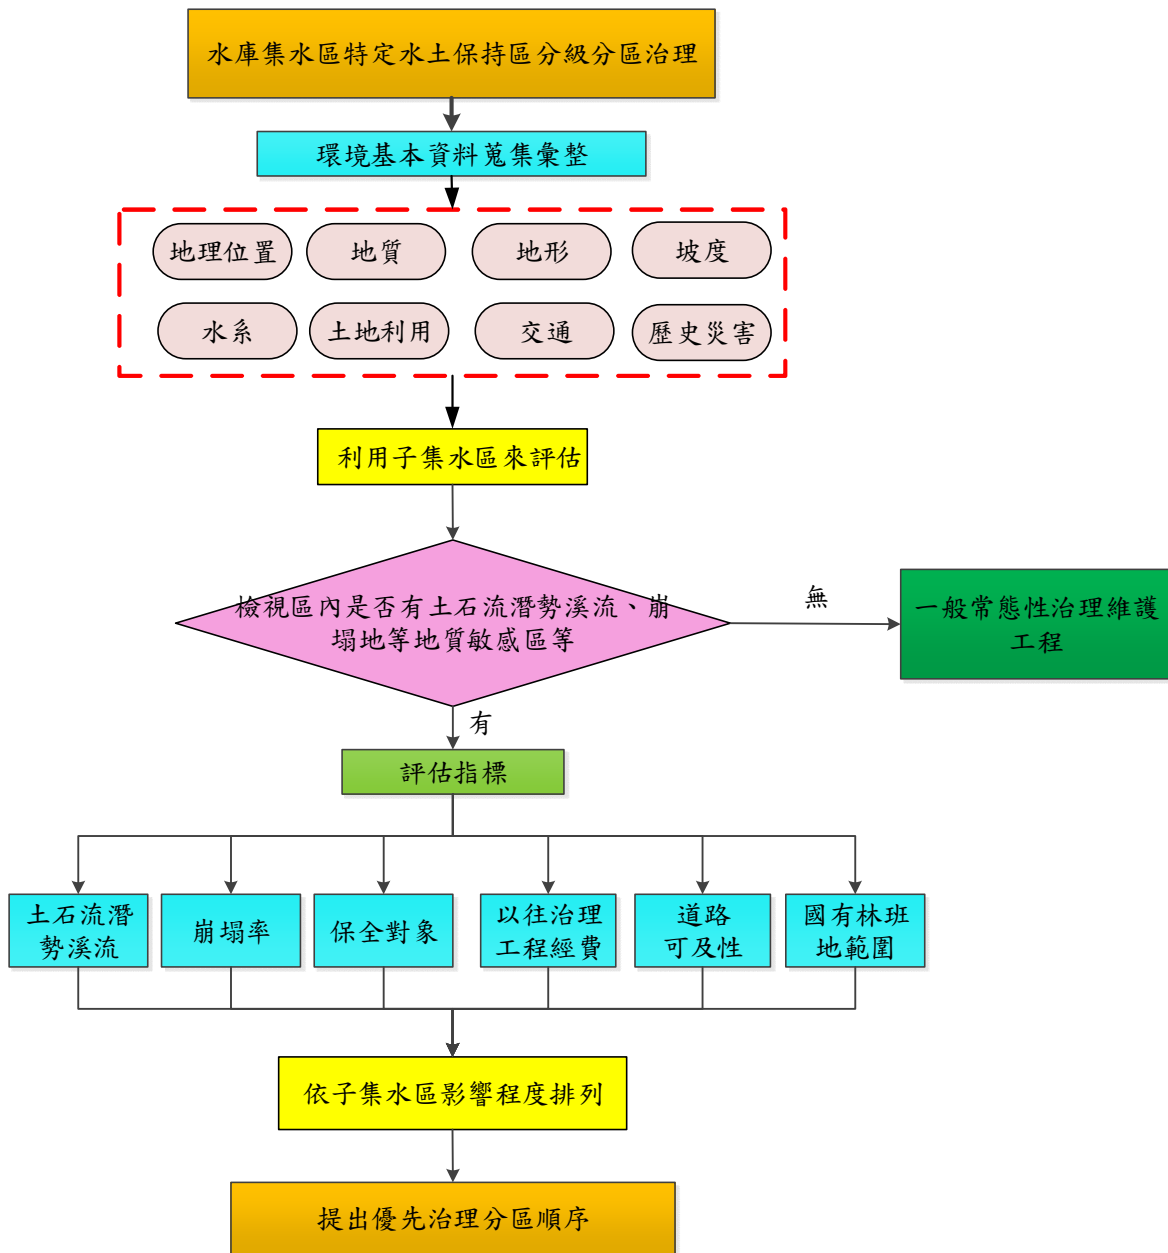 水庫集水區特定水土保持區分級分區治理
環境基本資料蒐集彙整
地理位置
地質
地形
坡度
水系
土地利用
交通
歷史災害
利用子集水區來評估
檢視區內是否有土石流潛勢溪流、崩
塌地等地質敏感區等
無
一般常態性治理維護
工程
有
評估指標
土石流潛
勢溪流
崩塌率
保全對象
以往治理
工程經費
道路
可及性
國有林班
地範圍
依子集水區影響程度排列
提出優先治理分區順序